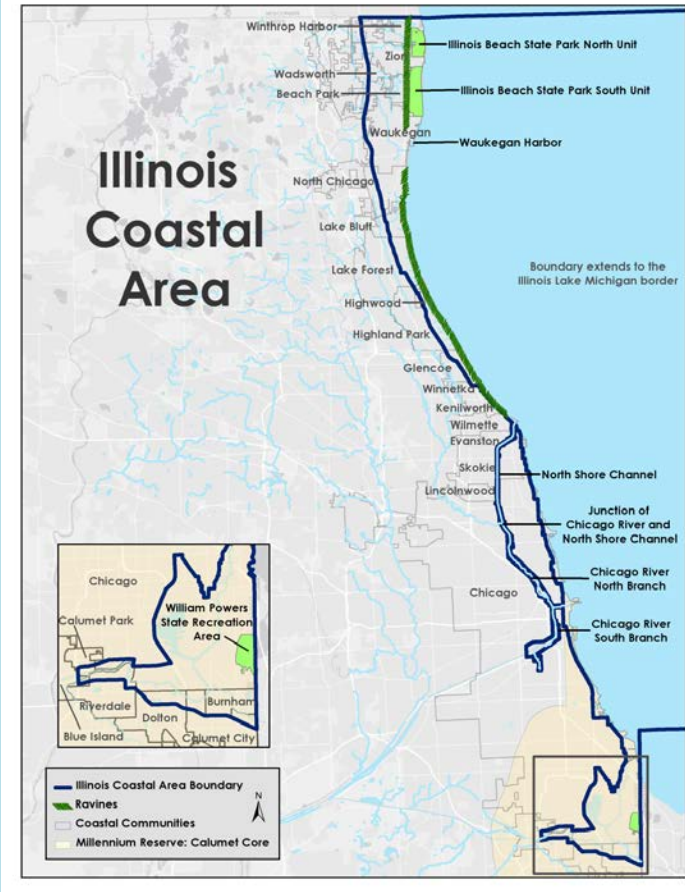 Illinois
Coastal
Area
Winthrop Harbor
Zion
Wadsworth
Beach Park
Waukegan
Illinois Beach State Park North Unit
Illinois Beach State Park South Unit
Waukegan Harbor
North Chicago
Lake Bluff
Lake Forest
Highwood
Highland Park
Glencoe
Winnetka
Kenilworth
Wilmette
Evanston
Skokie
Lincolnwood
Chicago
Boundary extends to the
Illinois Lake Michigan border
North Shore Channel
Junction of
Chicago River and
North Shore Channel
Chicago River
North Branch
Chicago River
South Branch
Chicago
William Powers
State Recreation
Area
Calumet Park
Riverdale
Burnham
Dolton
Blue Island
Calumet City
Illinois Coastal Area Boundary
Ravines
Coastal Communities
Millennium Reserve: Calumet Core
N